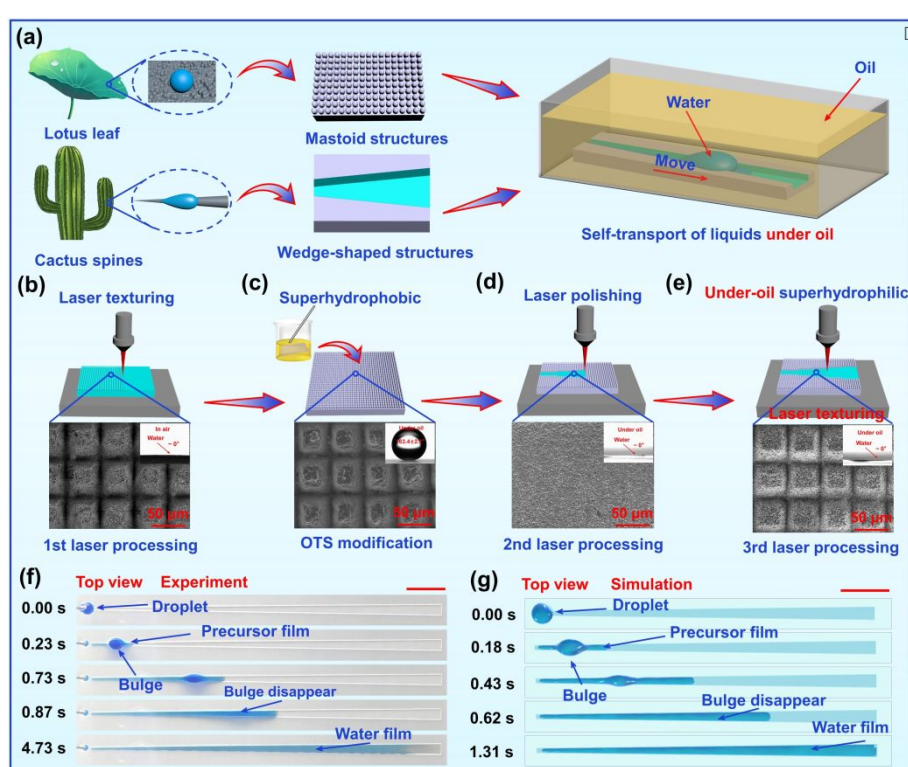 (a)
Lotus leaf
Mastoid structures
Cactus spines
Wedge-shaped structures
Oil
Water
Move
Self-transport of liquids under oil
(b)
Laser texturing
(c)
Superhydrophobic
(d)
Laser polishing
(e)
Under-oil superhydrophilic
Laser texturing
In air
Water
~ 0°
50 μm
1st laser processing
Under oil
50 μm
OTS modification
Under oil
Water
~ 0°
50 μm
2nd laser processing
Under oil
Water
~ 0°
50 μm
3rd laser processing
(f)
Top view Experiment
0.00 s
Droplet
0.23 s
Precursor film
Bulge
0.73 s
Bulge disappear
0.87 s
Water film
4.73 s
(g)
Top view Simulation
0.00 s
Droplet
0.18 s
Precursor film
Bulge
0.43 s
Bulge disappear
0.62 s
Water film
1.31 s